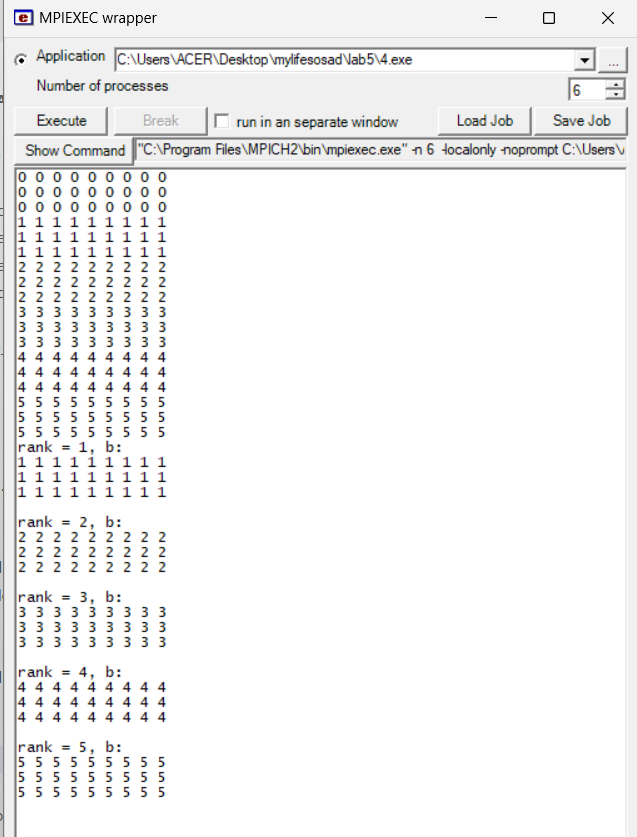 MPIEXEC wrapper
Application C:\Users\ACER\Desktop\mylifesosad\lab5\4.exe ...
Number of processes 6
Execute Break run in an separate window Load Job Save Job
Show Command "C:\Program Files\MPICH2\bin\mpiexec.exe" -n 6 -localonly -noprompt C:\Users\
0 0 0 0 0 0 0 0 0
0 0 0 0 0 0 0 0 0
0 0 0 0 0 0 0 0 0
1 1 1 1 1 1 1 1 1
1 1 1 1 1 1 1 1 1
1 1 1 1 1 1 1 1 1
2 2 2 2 2 2 2 2 2
2 2 2 2 2 2 2 2 2
2 2 2 2 2 2 2 2 2
3 3 3 3 3 3 3 3 3
3 3 3 3 3 3 3 3 3
3 3 3 3 3 3 3 3 3
4 4 4 4 4 4 4 4 4
4 4 4 4 4 4 4 4 4
4 4 4 4 4 4 4 4 4
5 5 5 5 5 5 5 5 5
5 5 5 5 5 5 5 5 5
5 5 5 5 5 5 5 5 5
rank = 1, b:
1 1 1 1 1 1 1 1 1
1 1 1 1 1 1 1 1 1
1 1 1 1 1 1 1 1 1
rank = 2, b:
2 2 2 2 2 2 2 2 2
2 2 2 2 2 2 2 2 2
2 2 2 2 2 2 2 2 2
rank = 3, b:
3 3 3 3 3 3 3 3 3
3 3 3 3 3 3 3 3 3
3 3 3 3 3 3 3 3 3
rank = 4, b:
4 4 4 4 4 4 4 4 4
4 4 4 4 4 4 4 4 4
4 4 4 4 4 4 4 4 4
rank = 5, b:
5 5 5 5 5 5 5 5 5
5 5 5 5 5 5 5 5 5
5 5 5 5 5 5 5 5 5